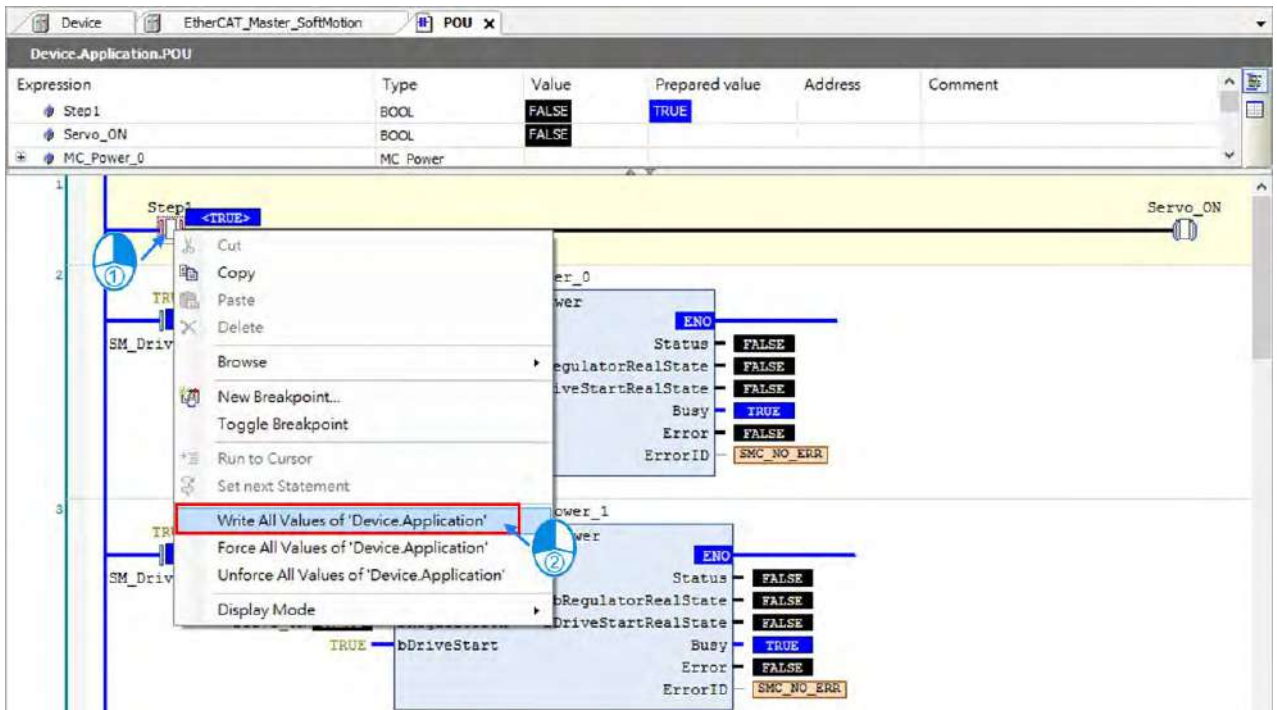 Device EtherCAT_Master_SoftMotion POU x
Device.Application.POU
Expression Type Value Prepared value Address Comment
Step1 BOOL FALSE TRUE
Servo_ON BOOL FALSE
MC_Power_0 MC_Power
1
Step1 <TRUE> Servo_ON
①
Cut
2
Copy
er_0
TRU
Paste
wer
ENO
Delete
SM_Driv
Status FALSE
Browse
egulatorRealState FALSE
New Breakpoint...
iveStartRealState FALSE
Busy TRUE
Toggle Breakpoint
Error FALSE
Run to Cursor
ErrorID SMC_NO_ERR
Set next Statement
3
Write All Values of 'Device.Application'
ower_1
②
TRU
wer
Force All Values of 'Device.Application'
ENO
SM_Driv
Unforce All Values of 'Device.Application'
Status FALSE
bRegulatorRealState FALSE
Display Mode
DriveStartRealState FALSE
TRUE bDriveStart Busy TRUE
Error FALSE
ErrorID SMC_NO_ERR